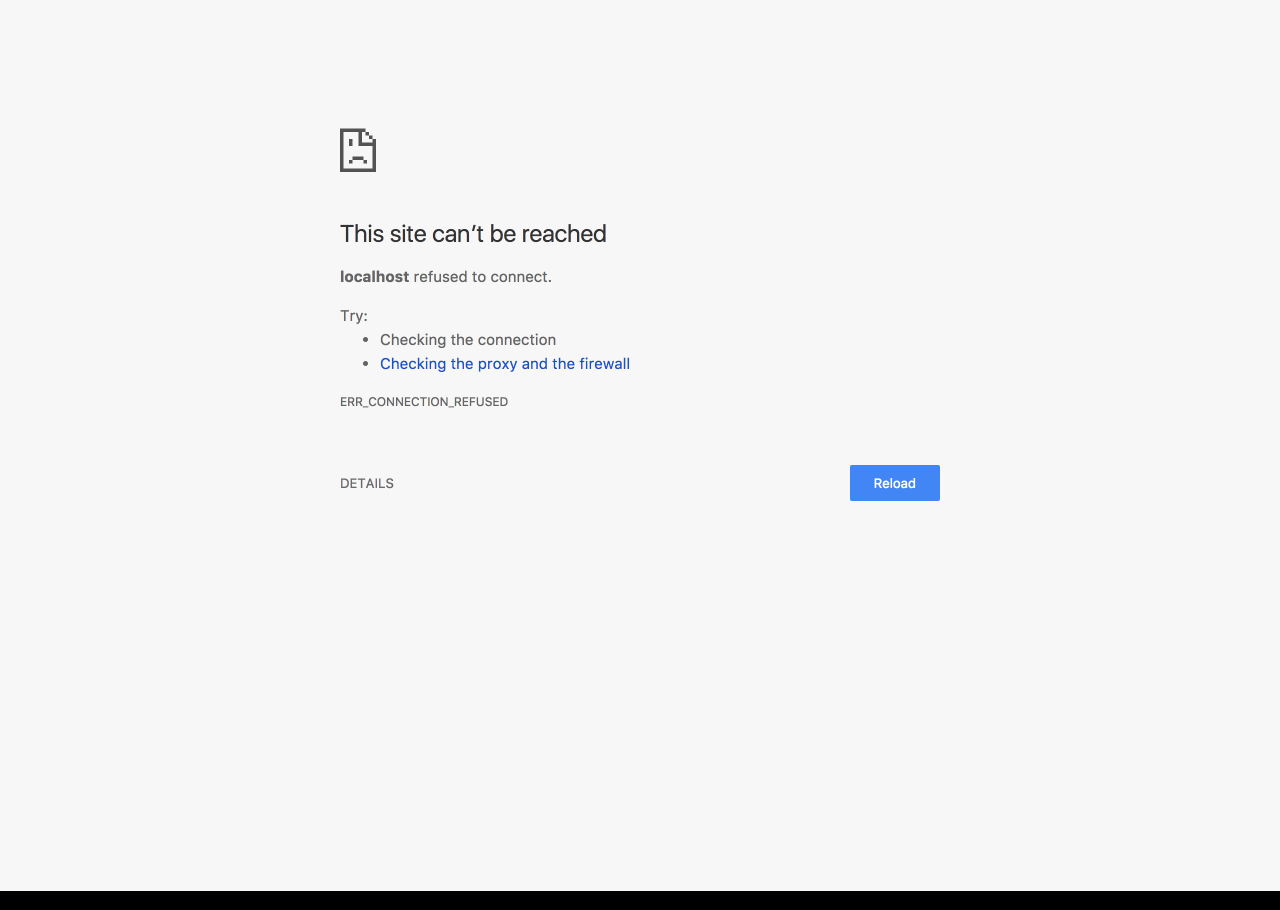 This site can’t be reached
localhost refused to connect.
Try:
• Checking the connection
• Checking the proxy and the firewall
ERR_CONNECTION_REFUSED
DETAILS
Reload